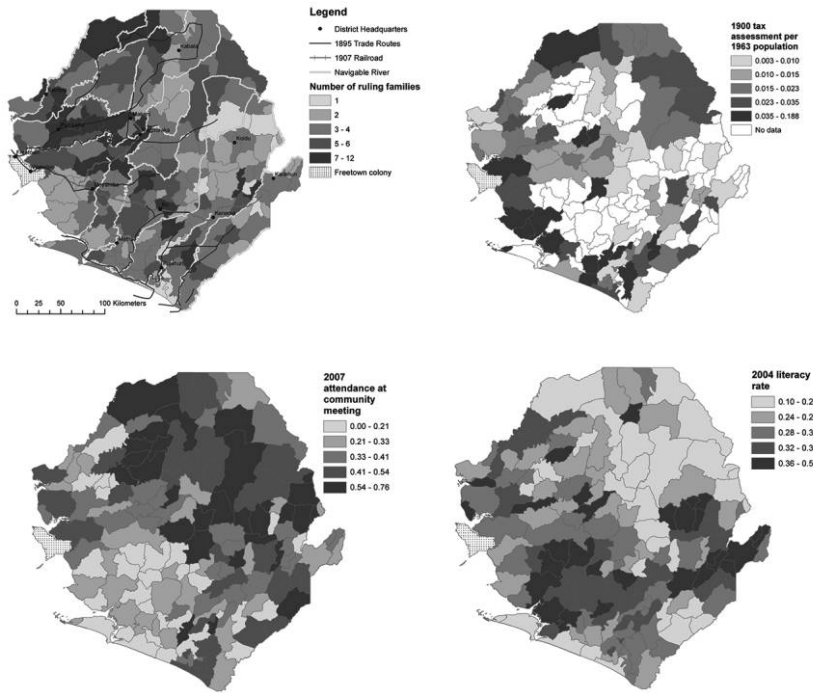 Legend
District Headquarters
1895 Trade Routes
1907 Railroad
Navigable River
Number of ruling families
1
2
3 - 4
5 - 6
7 - 12
Freetown colony
Kabala
0 25 50 100 Kilometers
1900 tax
assessment per
1963 population
0.003 - 0.010
0.010 - 0.015
0.015 - 0.023
0.023 - 0.035
0.035 - 0.188
No data
2007
attendance at
community
meeting
0.00 - 0.21
0.21 - 0.33
0.33 - 0.41
0.41 - 0.54
0.54 - 0.76
2004 literacy
rate
0.10 - 0.2
0.24 - 0.2
0.28 - 0.3
0.32 - 0.3
0.36 - 0.5